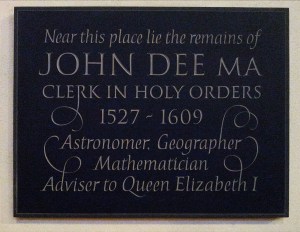 Near this place lie the remains of
JOHN DEE MA
CLERK IN HOLY ORDERS
1527 - 1609
Astronomer, Geographer
Mathematician
Adviser to Queen Elizabeth I